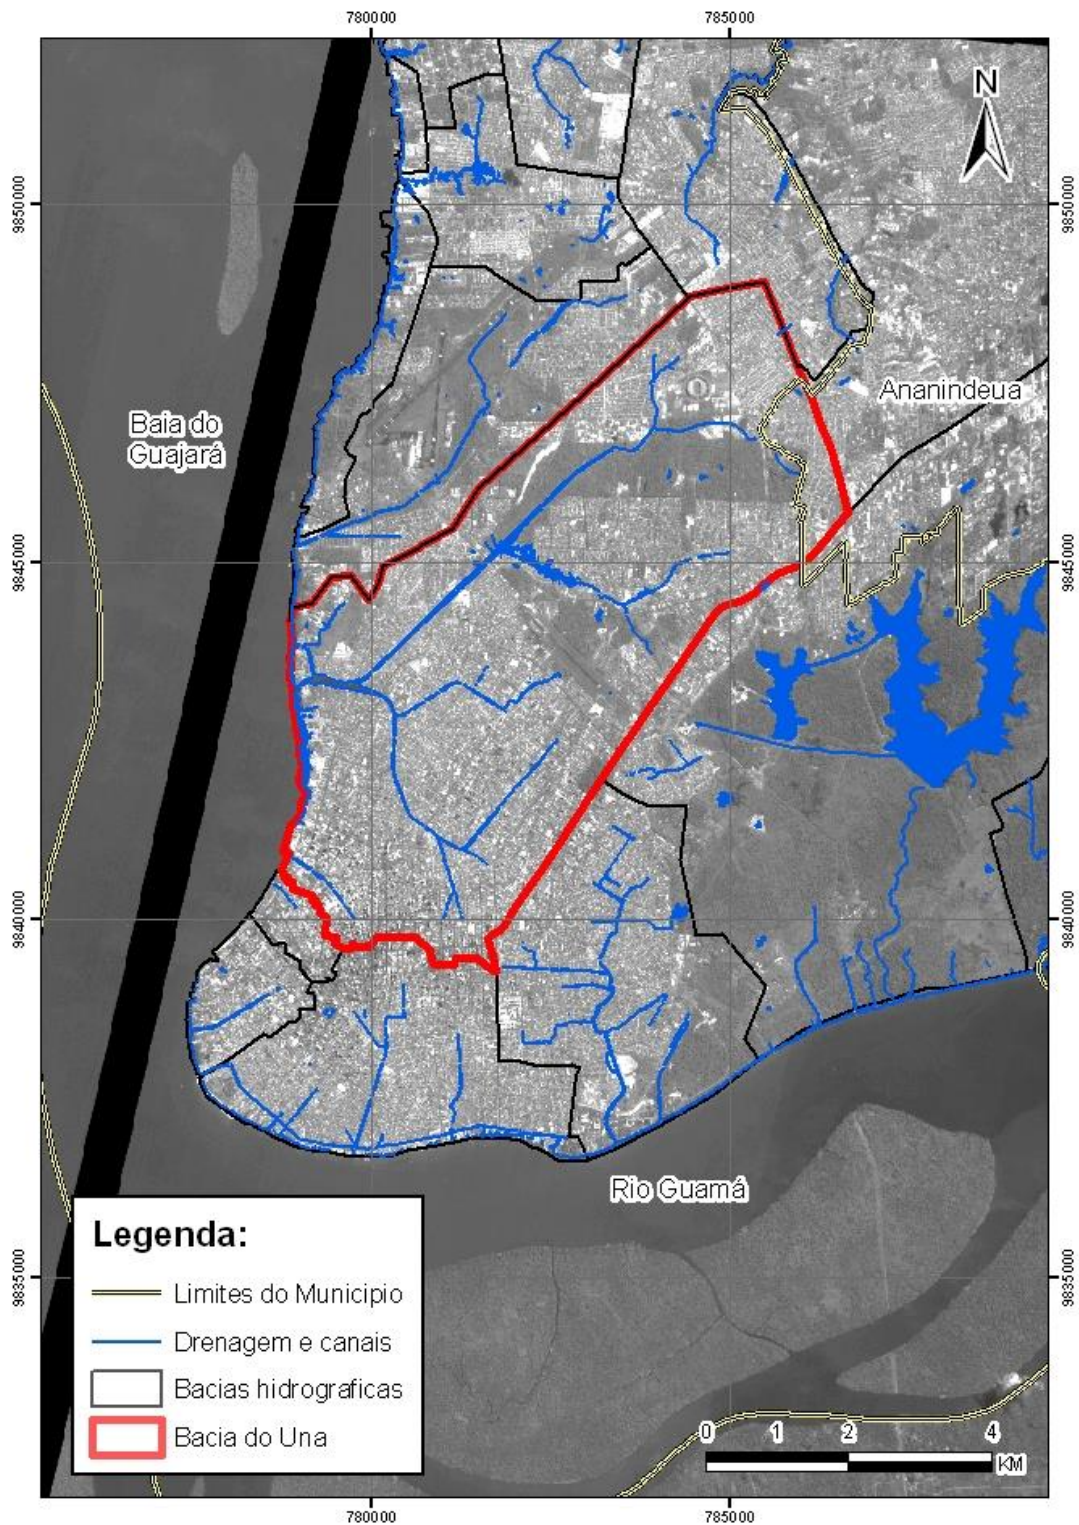 780000
785000
N
9850000
9850000
Ananindeua
Baia do
Guajará
9845000
9845000
9840000
9840000
Rio Guamá
Legenda:
Limites do Municipio
Drenagem e canais
Bacias hidrograficas
Bacia do Una
9835000
9835000
0 1 2 4
KM
780000
785000